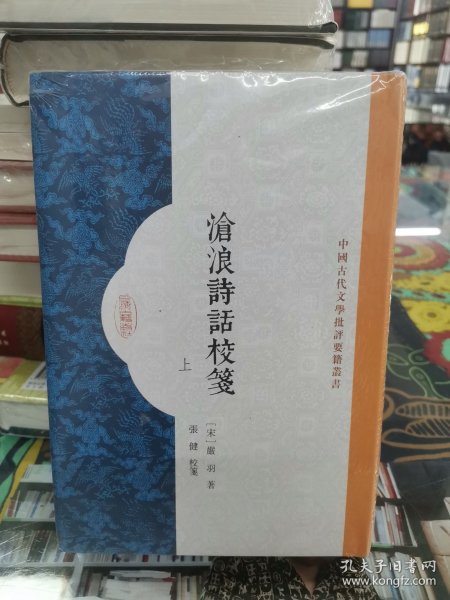 中國古代文學批評要籍叢書
滄浪詩話校箋
上
[宋]嚴羽 著
張健 校箋
孔夫子旧书网
www.kongfz.com